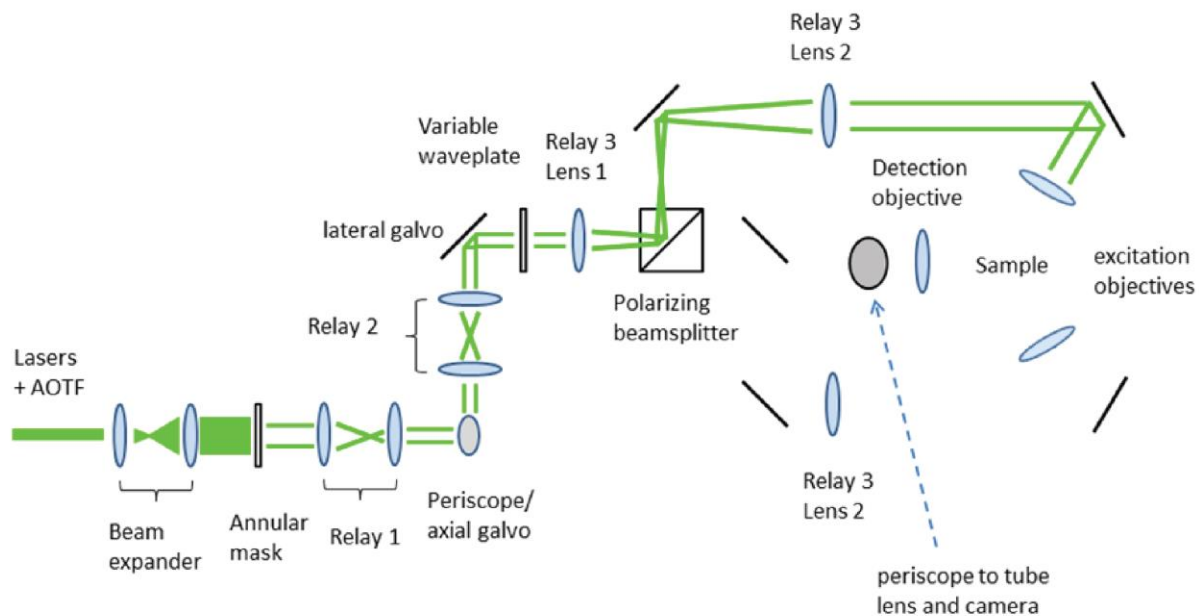 Relay 3
Lens 2
Variable
waveplate
Relay 3
Lens 1
Detection
objective
lateral galvo
Sample
excitation
objectives
Polarizing
beamsplitter
Relay 2
Lasers
+ AOTF
Beam
expander
Annular
mask
Relay 1
Periscope/
axial galvo
Relay 3
Lens 2
periscope to tube
lens and camera